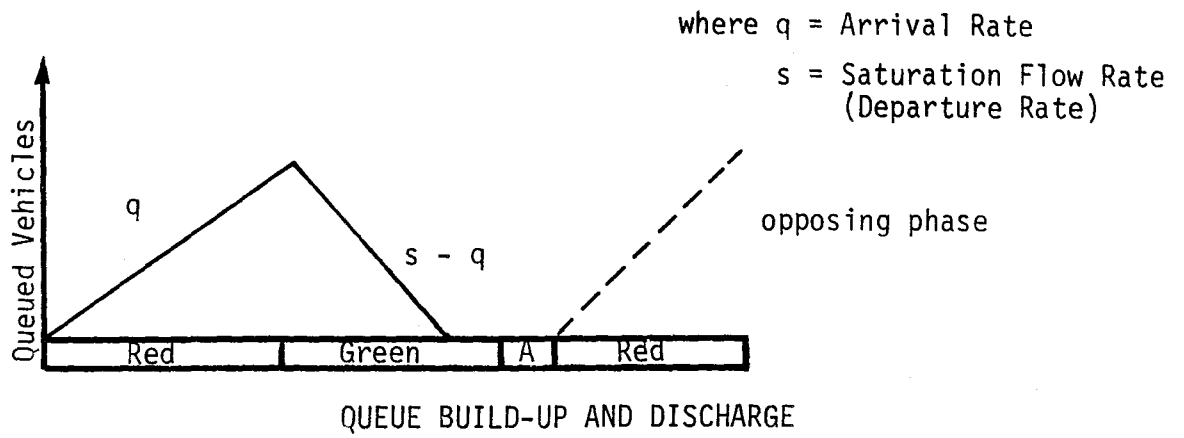 where q = Arrival Rate
s = Saturation Flow Rate
(Departure Rate)
Queued Vehicles
q
s - q
opposing phase
Red
Green
A
Red
QUEUE BUILD-UP AND DISCHARGE